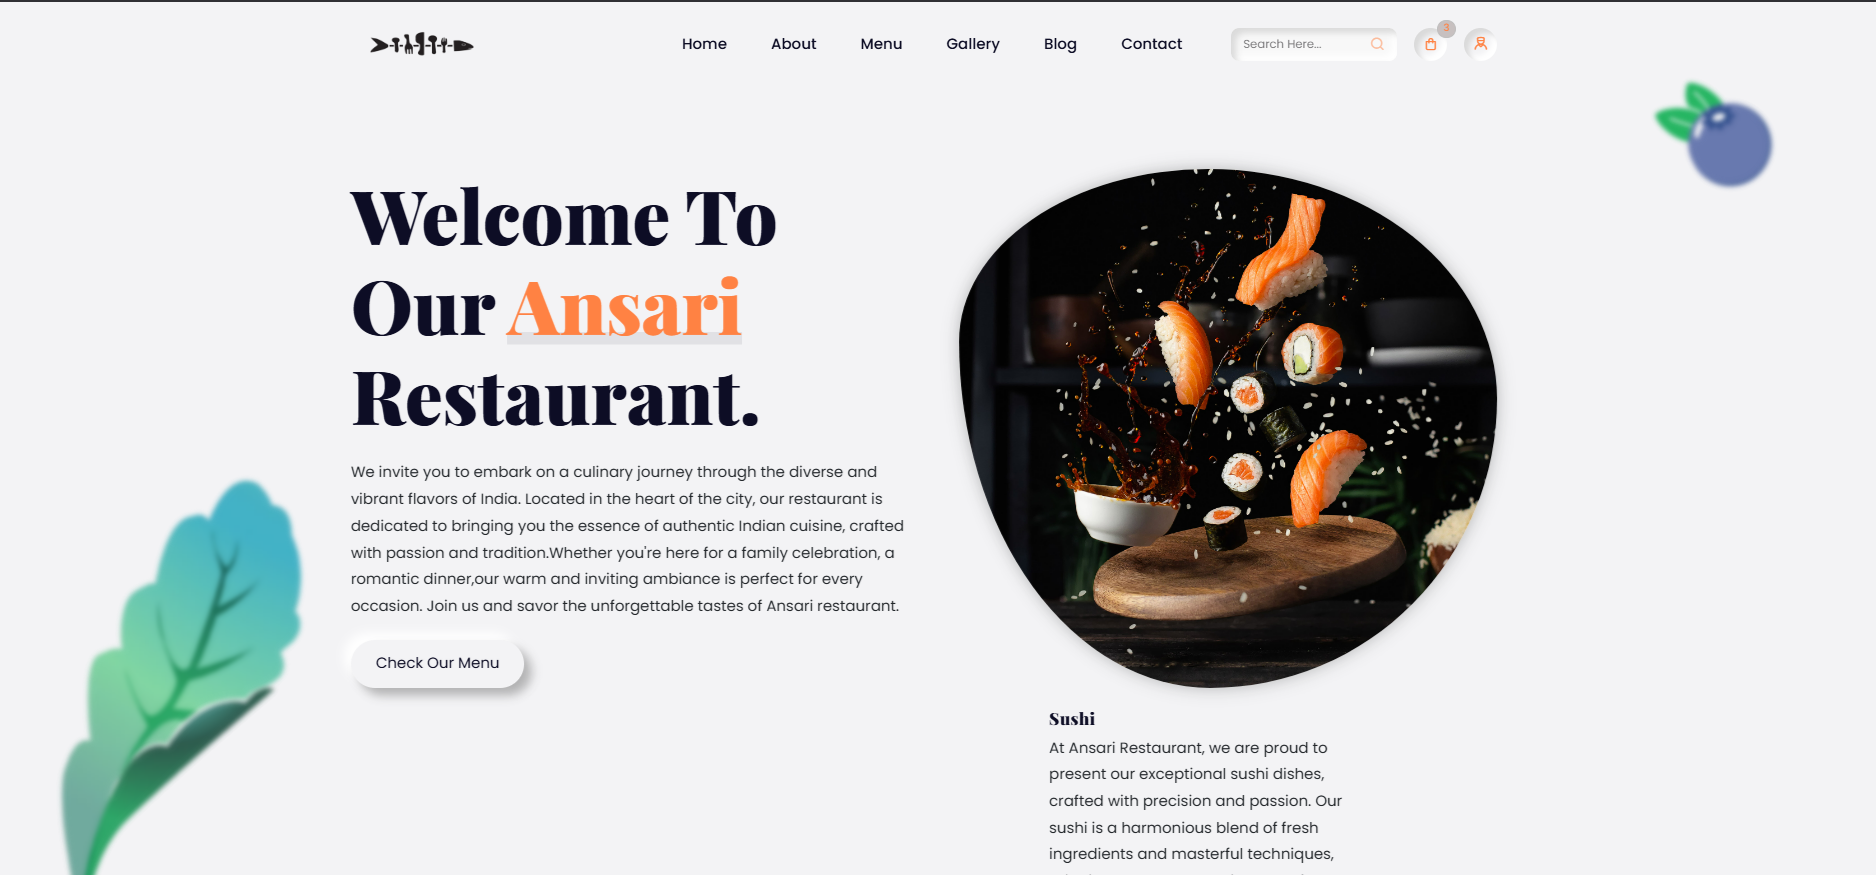 Home About Menu Gallery Blog Contact Search Here... 3
Welcome To
Our Ansari
Restaurant.
We invite you to embark on a culinary journey through the diverse and
vibrant flavors of India. Located in the heart of the city, our restaurant is
dedicated to bringing you the essence of authentic Indian cuisine, crafted
with passion and tradition.Whether you're here for a family celebration, a
romantic dinner,our warm and inviting ambiance is perfect for every
occasion. Join us and savor the unforgettable tastes of Ansari restaurant.
Check Our Menu
Sushi
At Ansari Restaurant, we are proud to
present our exceptional sushi dishes,
crafted with precision and passion. Our
sushi is a harmonious blend of fresh
ingredients and masterful techniques,